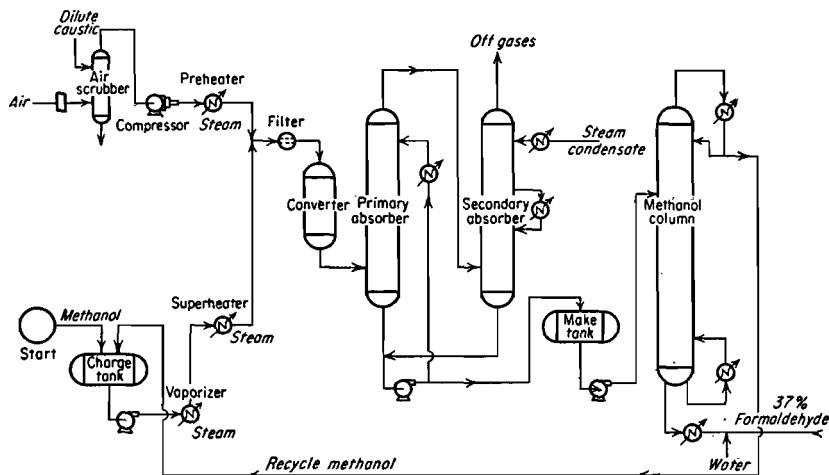 Dilute
caustic
Air
Air
scrubber
Compressor
Preheater
Steam
Filter
Converter
Primary
absorber
Off gases
Steam
condensate
Secondary
absorber
Methanol
column
Make
tank
Start
Methanol
Charge
tank
Superheater
Steam
Vaporizer
Steam
Recycle methanol
37%
Formaldehyde
Water